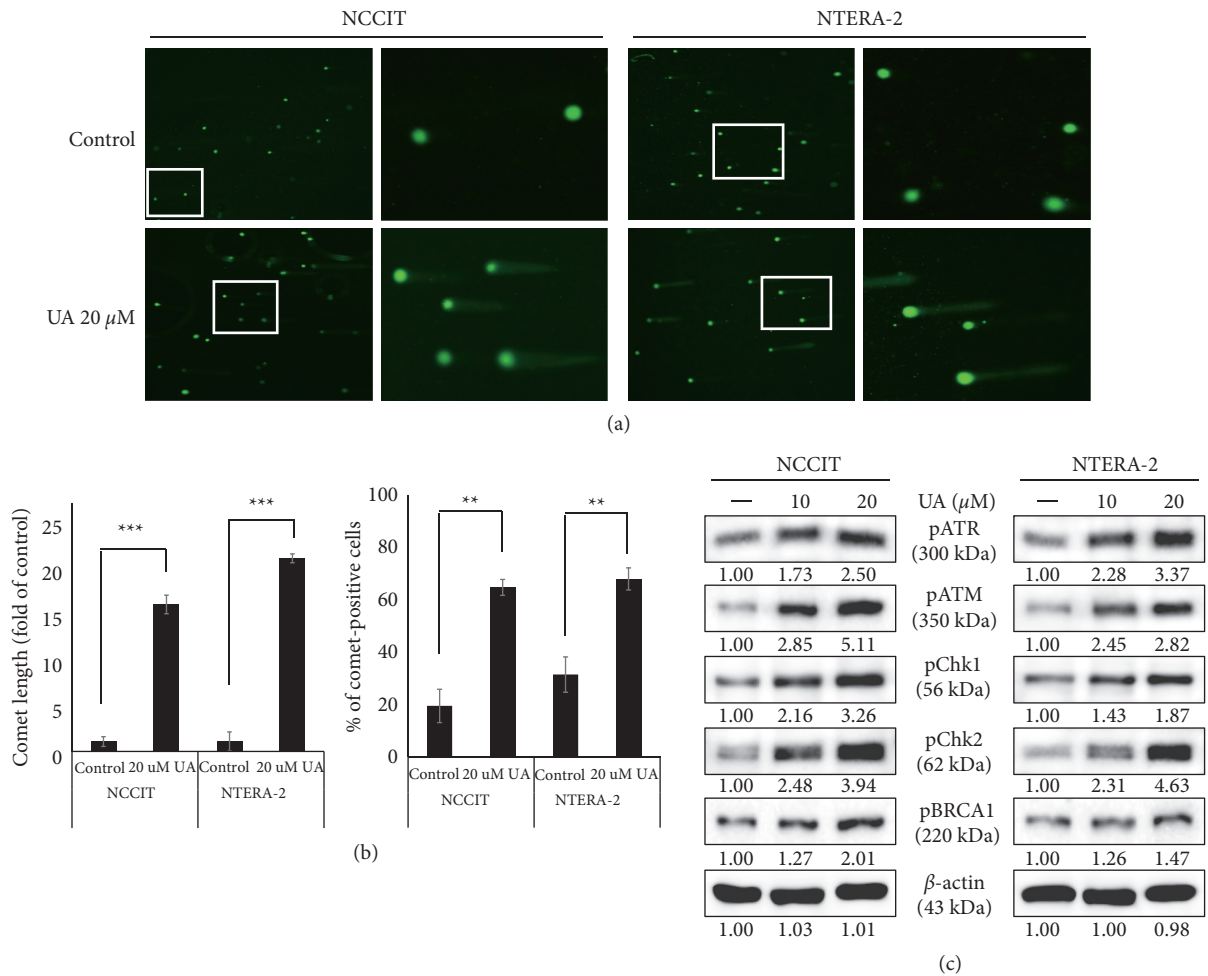 NCCIT NTERA-2
Control
UA 20 μM
(a)
Comet length (fold of control)
25
20
15
10
5
0
Control 20 uM UA Control 20 uM UA
NCCIT NTERA-2
***
***
% of comet-positive cells
100
80
60
40
20
0
Control 20 uM UA Control 20 uM UA
NCCIT NTERA-2
**
**
(b)
NCCIT NTERA-2
— 10 20 UA (μM) — 10 20
pATR
(300 kDa)
1.00 1.73 2.50 1.00 2.28 3.37
pATM
(350 kDa)
1.00 2.85 5.11 1.00 2.45 2.82
pChk1
(56 kDa)
1.00 2.16 3.26 1.00 1.43 1.87
pChk2
(62 kDa)
1.00 2.48 3.94 1.00 2.31 4.63
pBRCA1
(220 kDa)
1.00 1.27 2.01 1.00 1.26 1.47
β-actin
(43 kDa)
1.00 1.03 1.01 1.00 1.00 0.98
(c)